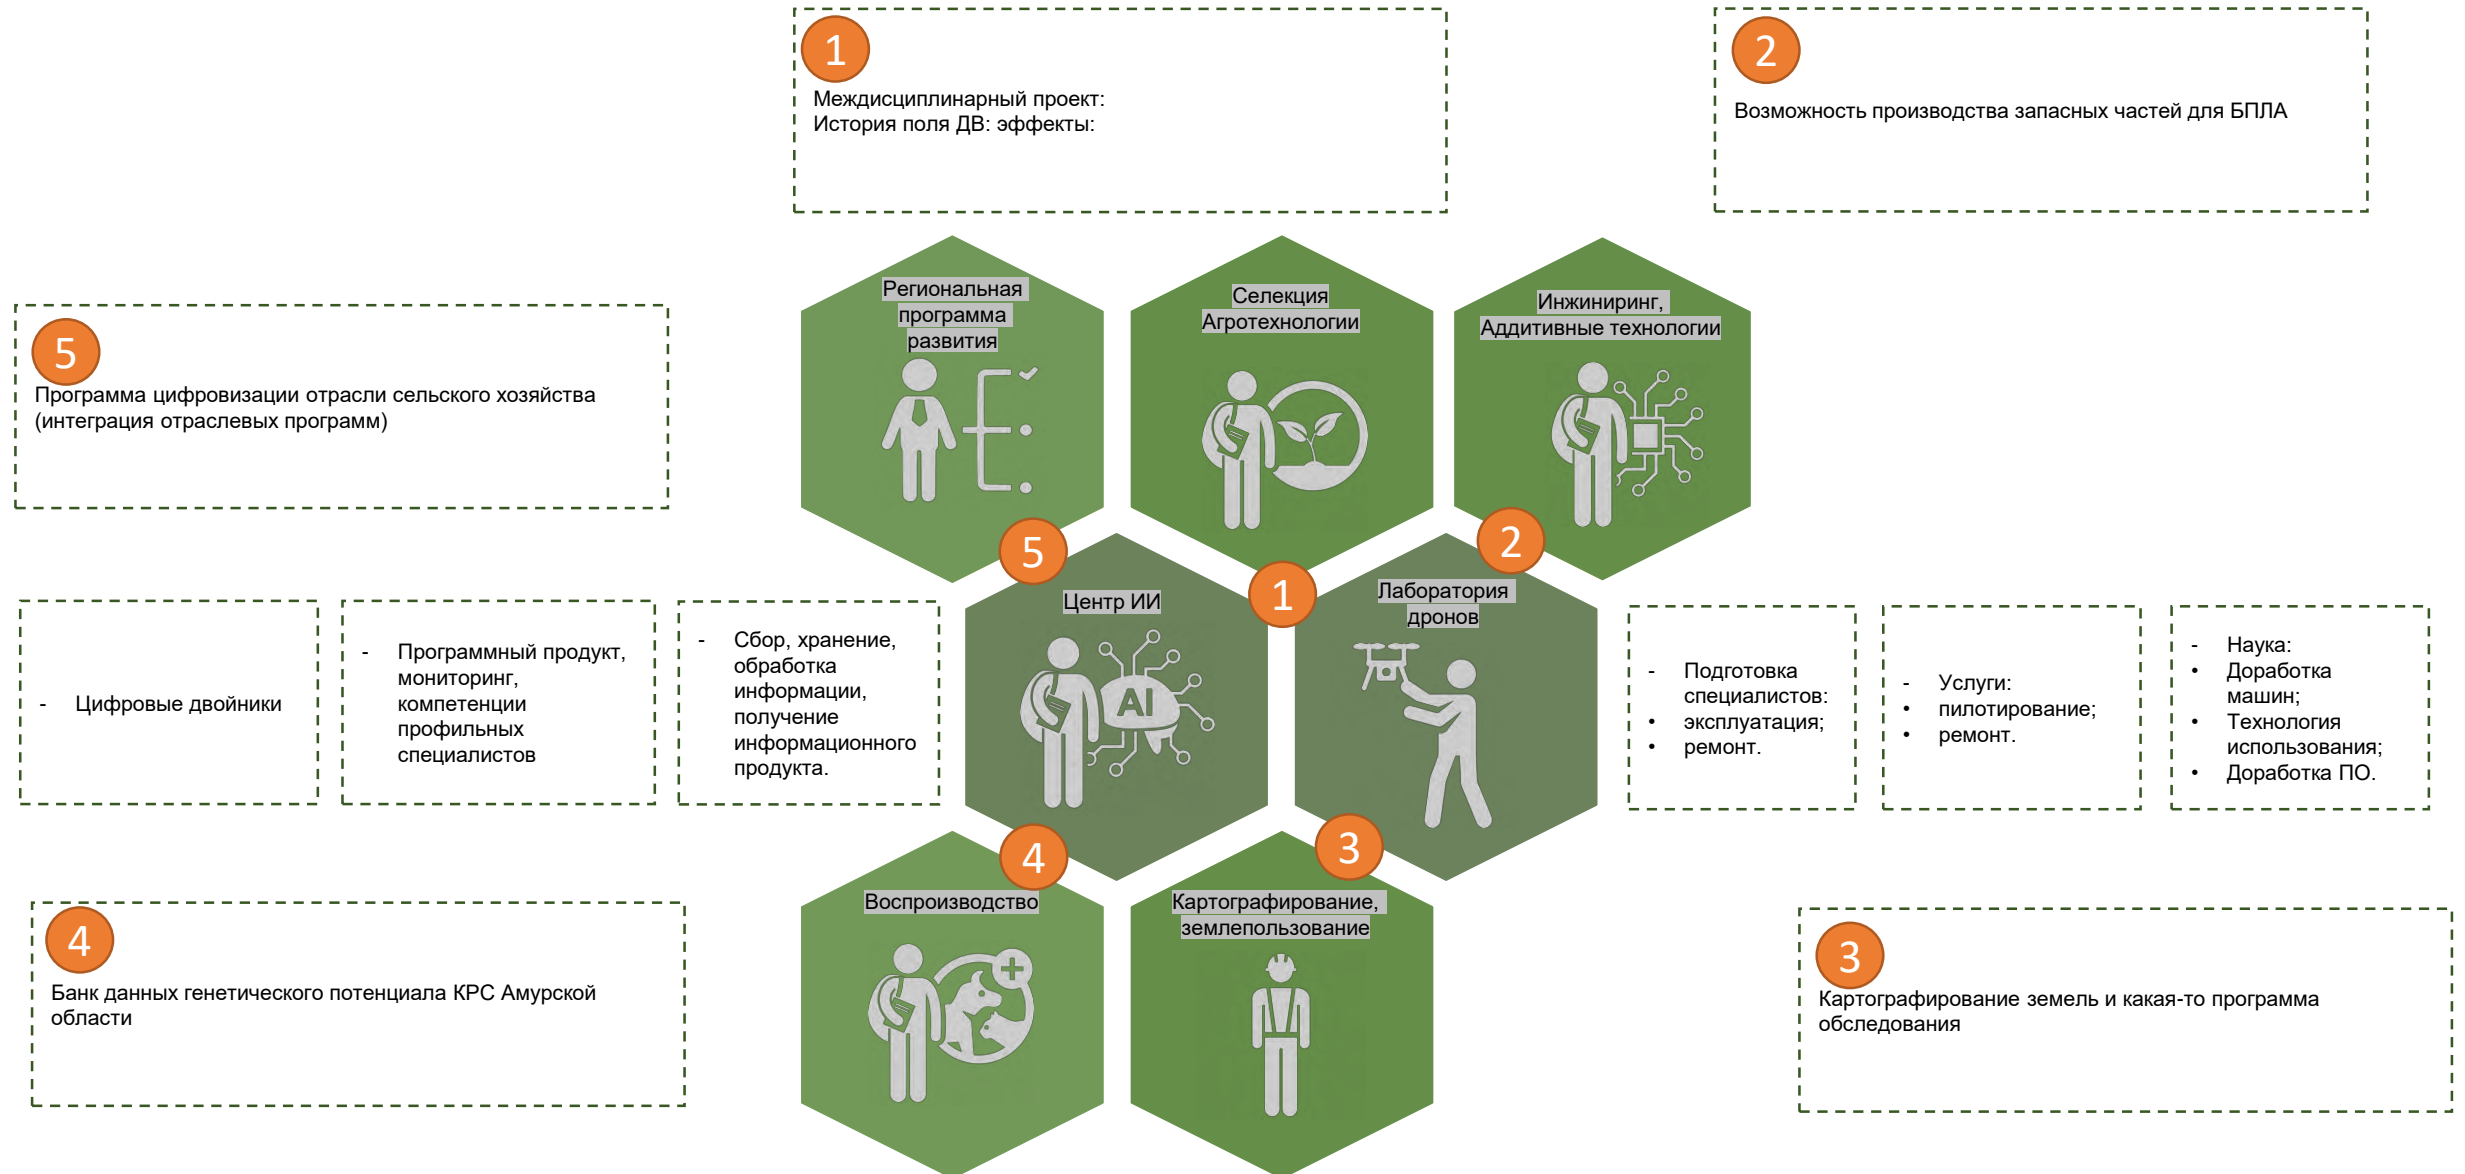 1
Междисциплинарный проект:
История поля ДВ: эффекты:
2
Возможность производства запасных частей для БПЛА
Региональная
программа
развития
Селекция
Агротехнологии
Инжиниринг,
Аддитивные технологии
5
Программа цифровизации отрасли сельского хозяйства
(интеграция отраслевых программ)
5
1
2
- Цифровые двойники
- Программный продукт,
мониторинг,
компетенции
профильных
специалистов
- Сбор, хранение,
обработка
информации,
получение
информационного
продукта.
Центр ИИ
AI
Лаборатория
дронов
- Подготовка
специалистов:
• эксплуатация;
• ремонт.
- Услуги:
• пилотирование;
• ремонт.
- Наука:
• Доработка
машин;
• Технология
использования;
• Доработка ПО.
4
3
4
Банк данных генетического потенциала КРС Амурской
области
Воспроизводство
Картографирование,
землепользование
3
Картографирование земель и какая-то программа
обследования